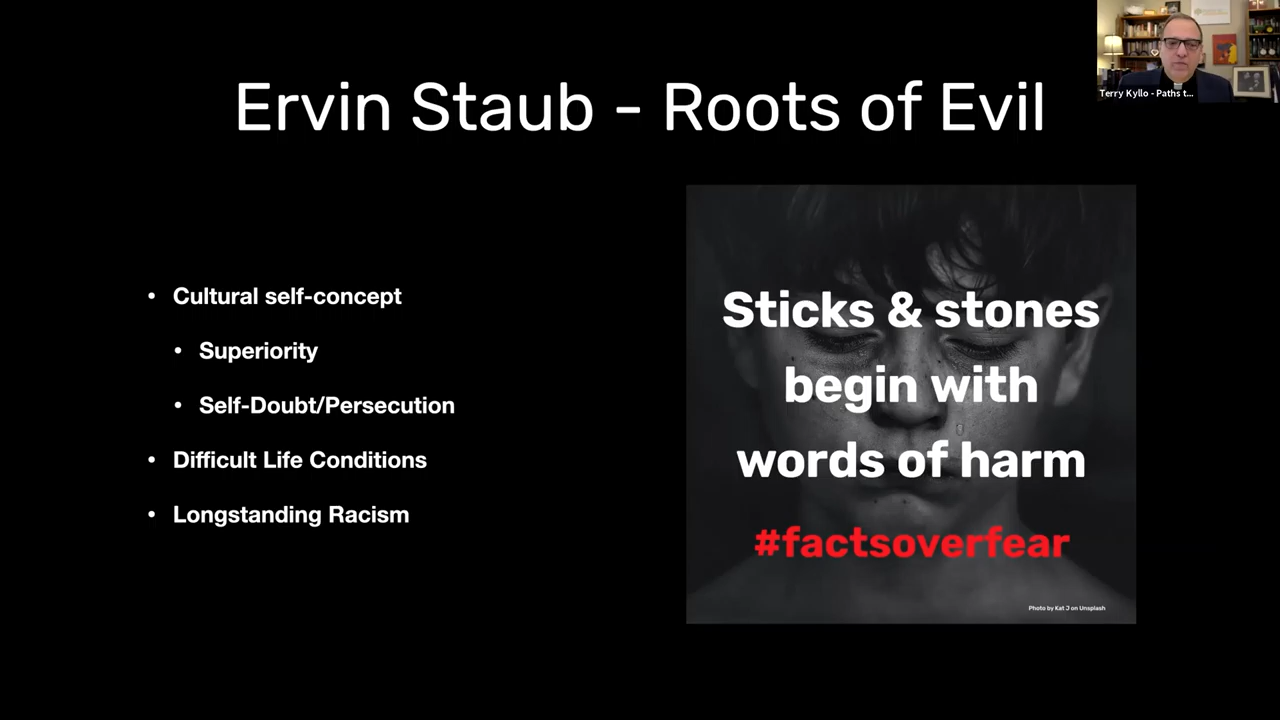 Terry Kyllo - Paths t...
Ervin Staub - Roots of Evil
• Cultural self-concept
• Superiority
• Self-Doubt/Persecution
• Difficult Life Conditions
• Longstanding Racism
Sticks & stones
begin with
words of harm
#factsoverfear
Photo by Kat J on Unsplash